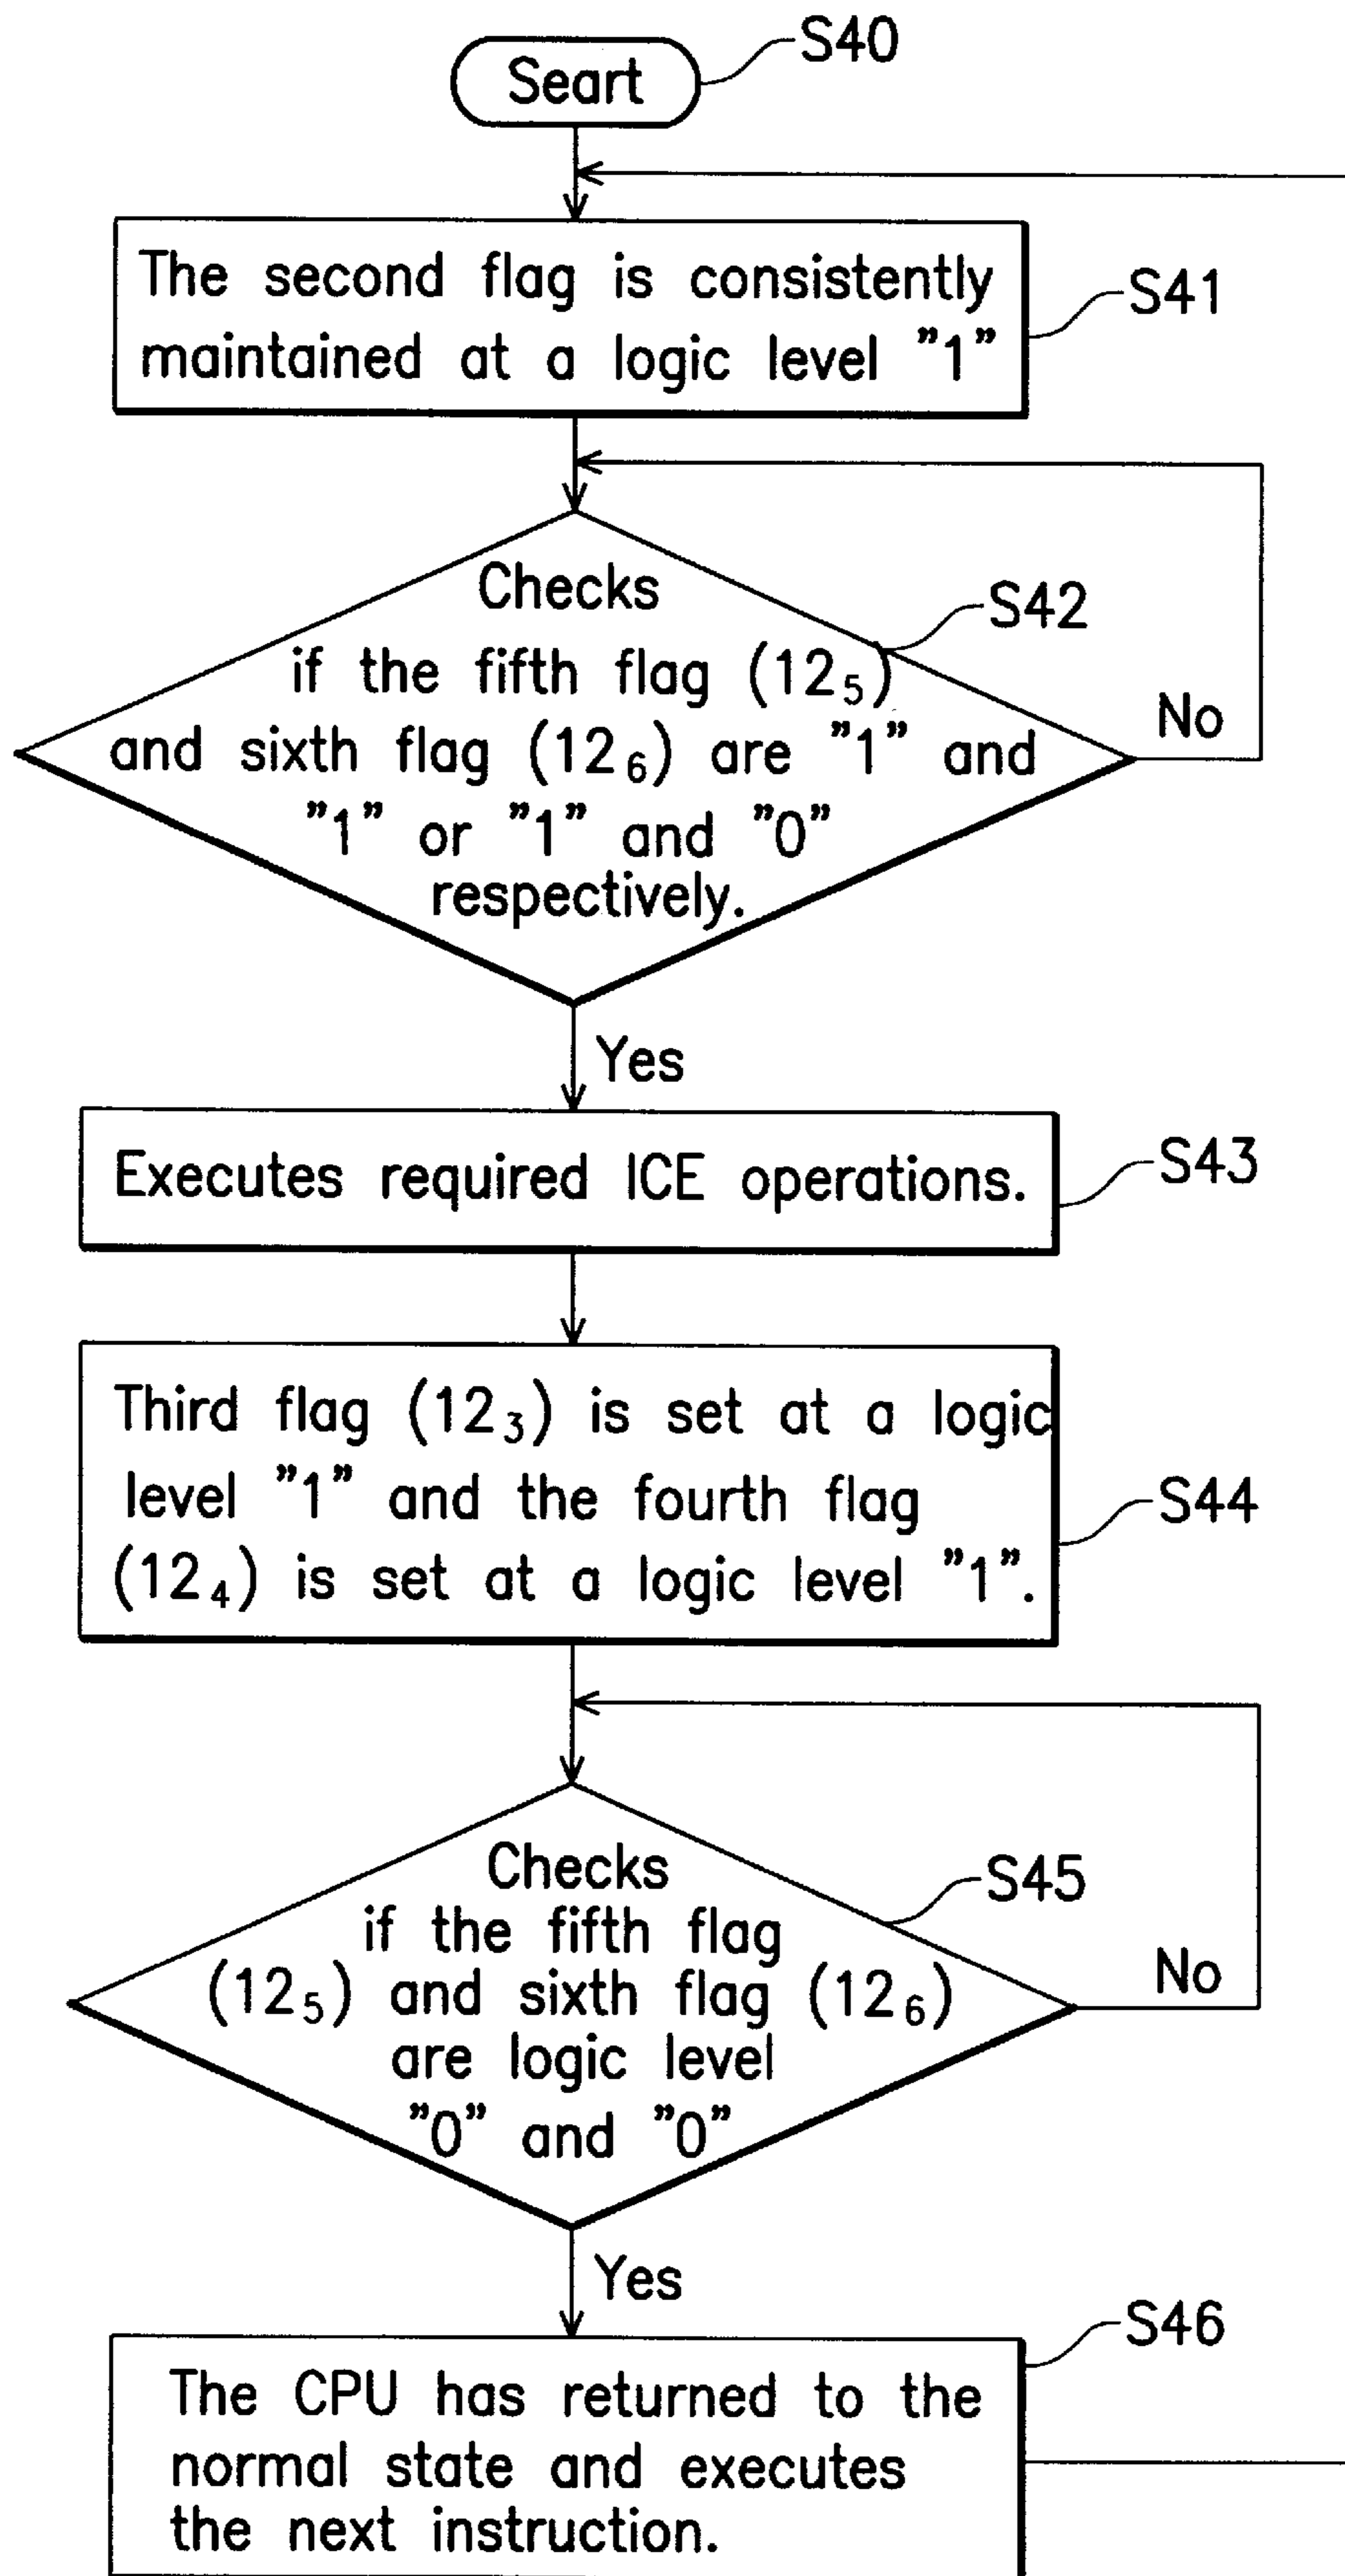 Seart
S40
The second flag is consistently
maintained at a logic level "1"
S41
Checks
if the fifth flag (12₅)
and sixth flag (12₆) are "1" and
"1" or "1" and "0"
respectively.
S42
No
Yes
Executes required ICE operations.
S43
Third flag (12₃) is set at a logic
level "1" and the fourth flag
(12₄) is set at a logic level "1".
S44
Checks
if the fifth flag
(12₅) and sixth flag (12₆)
are logic level
"0" and "0"
S45
No
Yes
S46
The CPU has returned to the
normal state and executes
the next instruction.